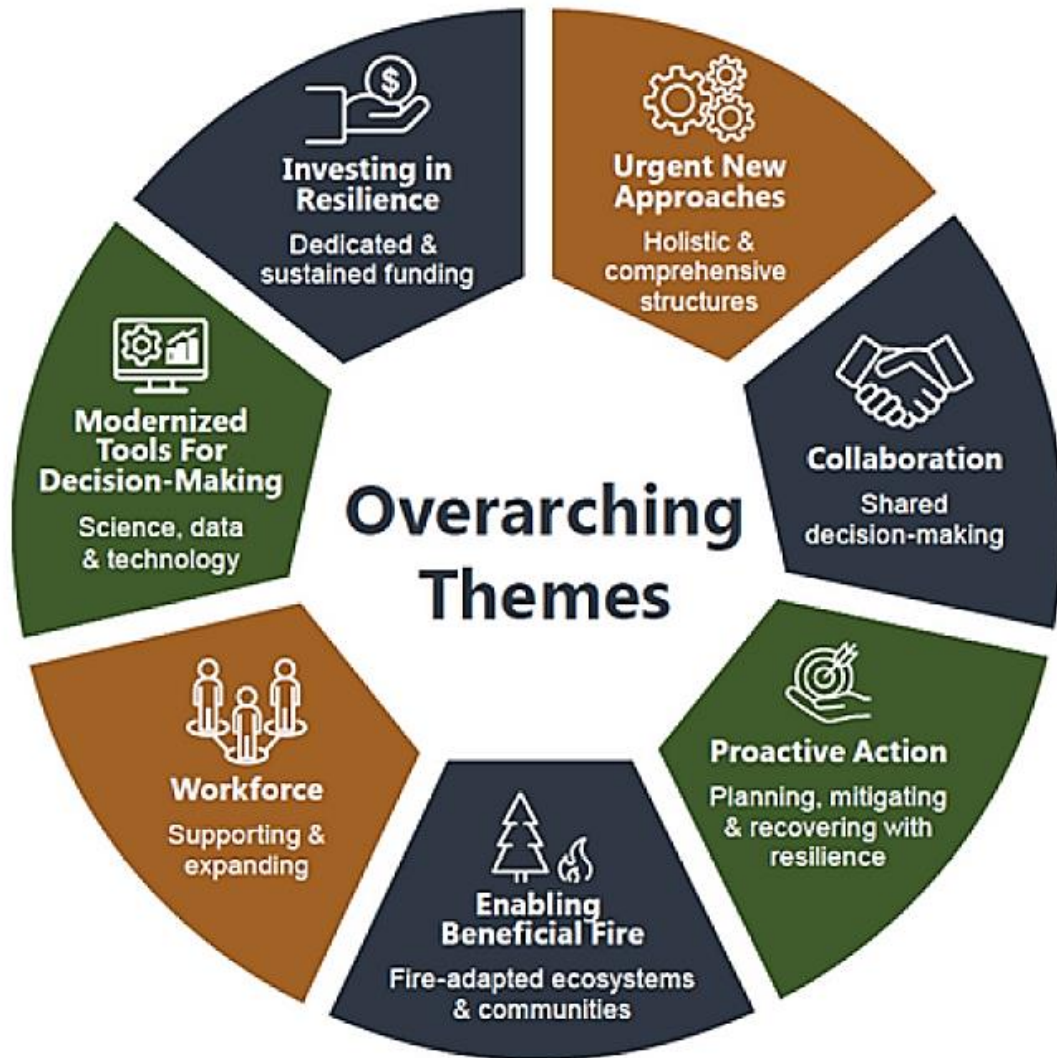 Overarching
Themes
Urgent New
Approaches
Holistic &
comprehensive
structures
Collaboration
Shared
decision-making
Proactive Action
Planning, mitigating
& recovering with
resilience
Enabling
Beneficial Fire
Fire-adapted ecosystems
& communities
Workforce
Supporting &
expanding
Modernized
Tools For
Decision-Making
Science, data
& technology
$
Investing in
Resilience
Dedicated &
sustained funding